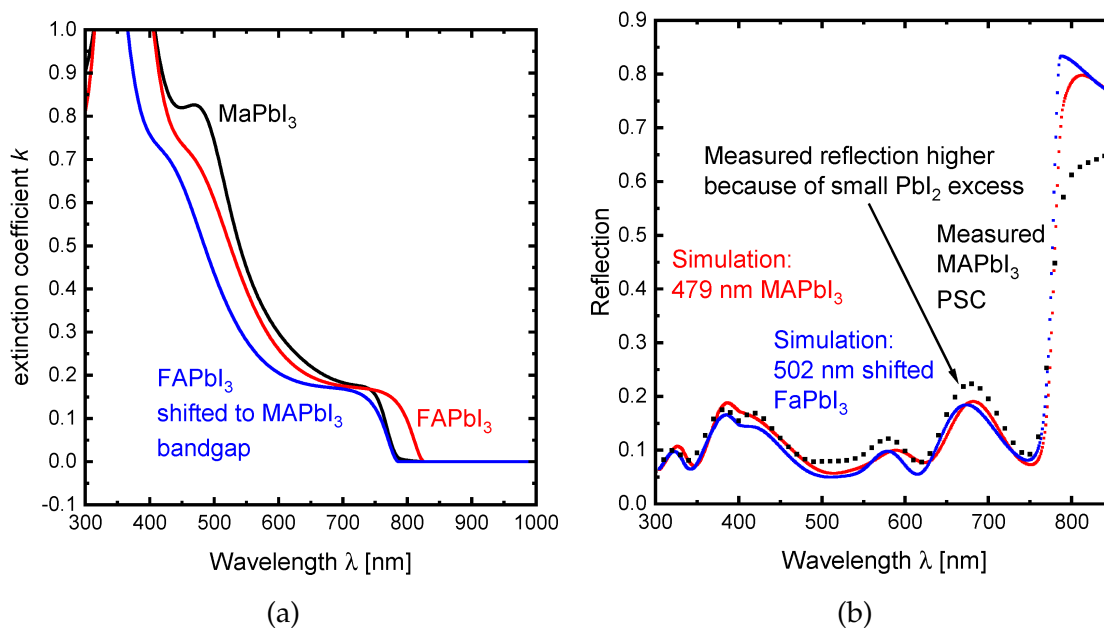 1.0
0.9
0.8
0.7
0.6
0.5
0.4
0.3
0.2
0.1
0.0
-0.1
extinction coefficient k
MaPbI₃
FAPbI₃
shifted to MAPbI₃
bandgap
FAPbI₃
300 400 500 600 700 800 900 1000
Wavelength λ [nm]
(a)
0.9
0.8
0.7
0.6
0.5
0.4
0.3
0.2
0.1
0.0
Reflection
Measured reflection higher
because of small PbI₂ excess
Measured
MAPbI₃
PSC
Simulation:
479 nm MAPbI₃
Simulation:
502 nm shifted
FaPbI₃
300 400 500 600 700 800
Wavelength λ [nm]
(b)